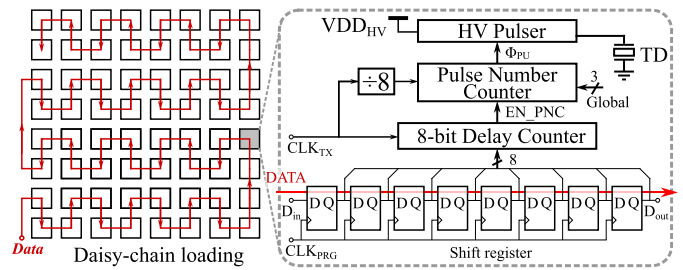 Data
Daisy-chain loading
VDD_HV
HV Pulser
TD
Φ_PU
÷8
Pulse Number
Counter
3
Global
EN_PNC
CLK_TX
8-bit Delay Counter
8
DATA
D_in
D Q D Q D Q D Q D Q D Q D Q D Q
D_out
CLK_PRG
Shift register